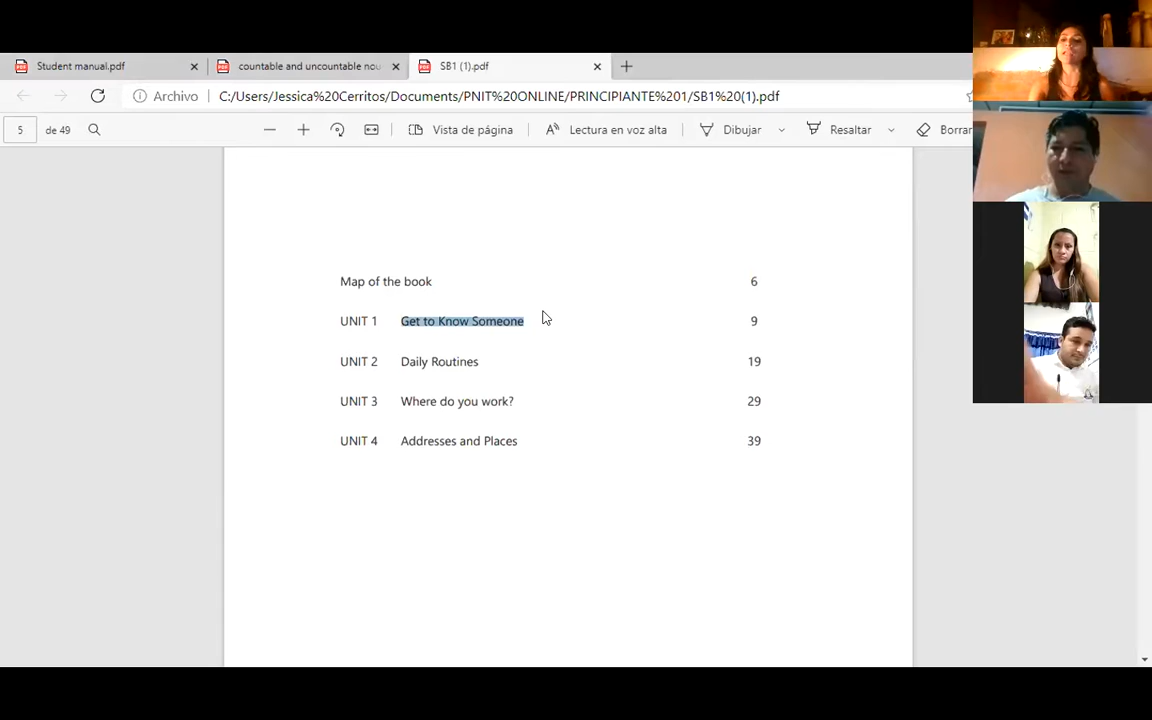 Student manual.pdf countable and uncountable nou SB1 (1).pdf
Archivo C:/Users/Jessica%20Cerritos/Documents/PNIT%20ONLINE/PRINCIPIANTE%201/SB1%20(1).pdf
5 de 49 Vista de página Lectura en voz alta Dibujar Resaltar Borrar
Map of the book 6
UNIT 1 Get to Know Someone 9
UNIT 2 Daily Routines 19
UNIT 3 Where do you work? 29
UNIT 4 Addresses and Places 39